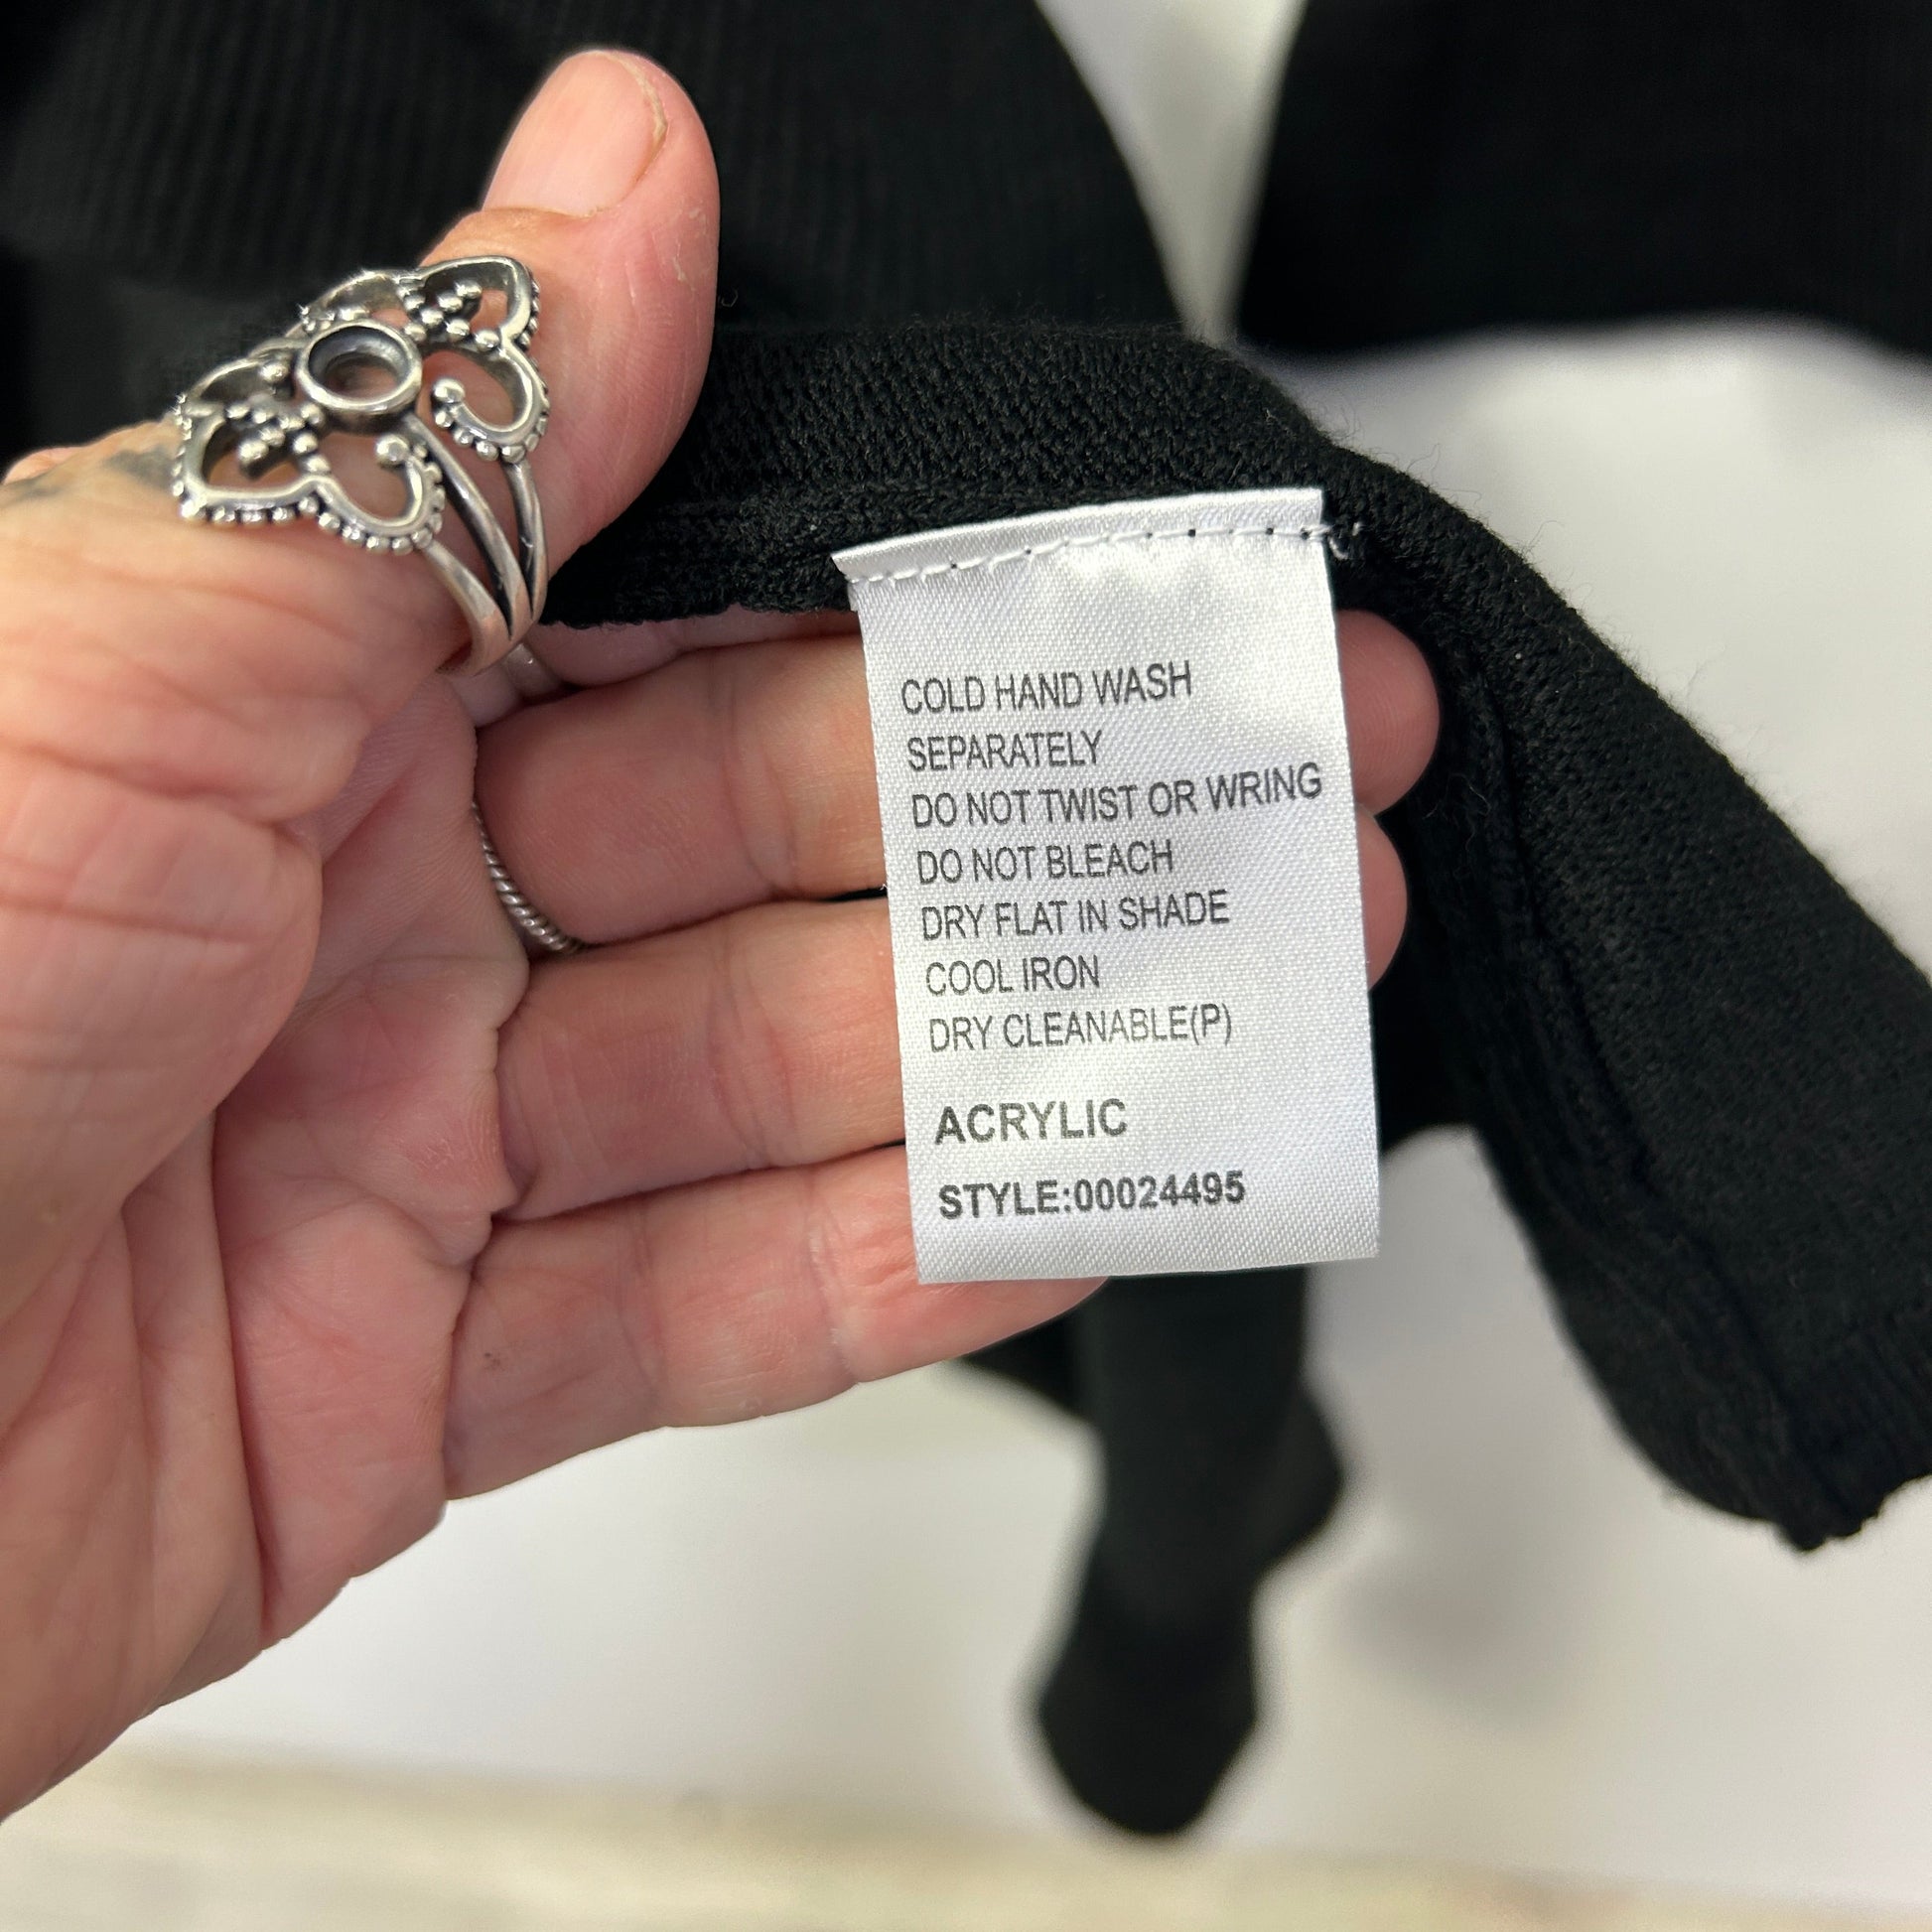 COLD HAND WASH
SEPARATELY
DO NOT TWIST OR WRING
DO NOT BLEACH
DRY FLAT IN SHADE
COOL IRON
DRY CLEANABLE(P)
ACRYLIC
STYLE:00024495